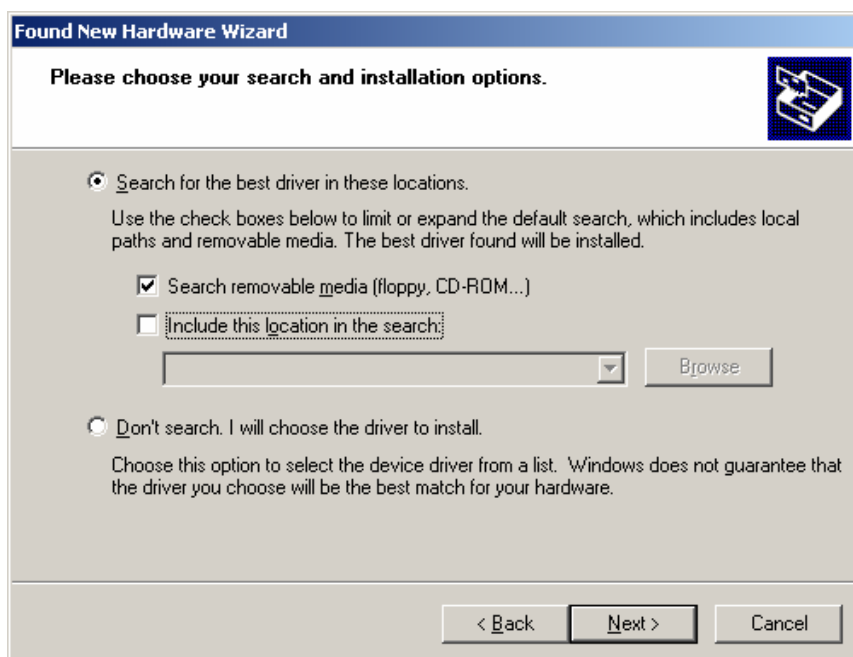 Found New Hardware Wizard
Please choose your search and installation options.
Search for the best driver in these locations.
Use the check boxes below to limit or expand the default search, which includes local
paths and removable media. The best driver found will be installed.
Search removable media (floppy, CD-ROM...)
Include this location in the search:
Browse
Don't search. I will choose the driver to install.
Choose this option to select the device driver from a list.  Windows does not guarantee that
the driver you choose will be the best match for your hardware.
< Back
Next >
Cancel